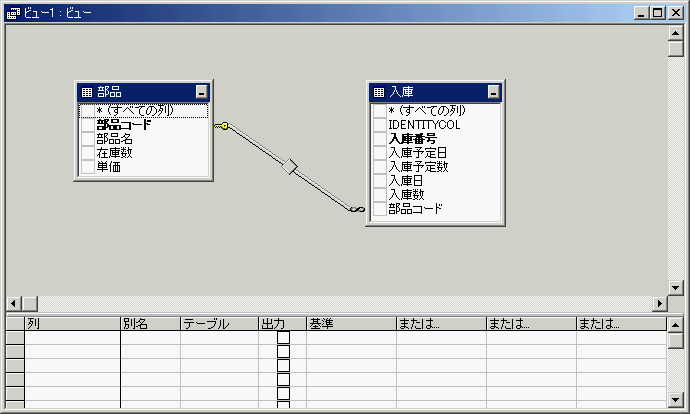 ビュー1：ビュー
部品
* (すべての列)
部品コード
部品名
在庫数
単価
入庫
* (すべての列)
IDENTITYCOL
入庫番号
入庫予定日
入庫予定数
入庫日
入庫数
部品コード
列 別名 テーブル 出力 基準 または... または... または...